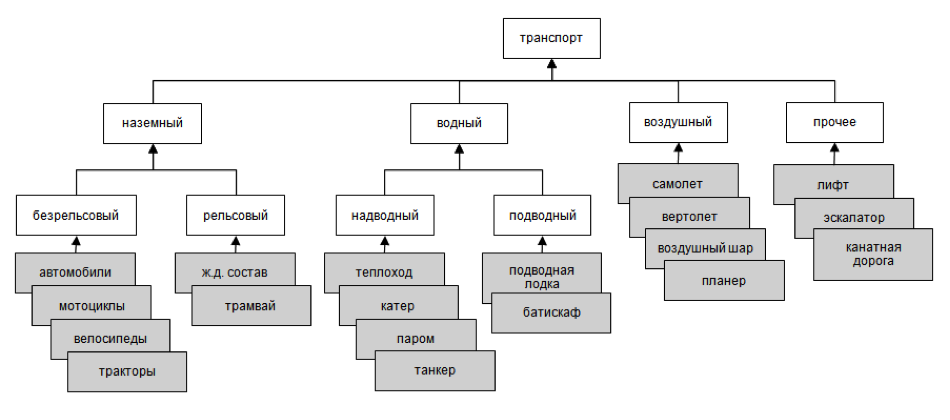 транспорт
наземный
водный
воздушный
прочее
безрельсовый
рельсовый
надводный
подводный
самолет
вертолет
воздушный шар
планер
лифт
эскалатор
канатная
дорога
автомобили
мотоциклы
велосипеды
тракторы
ж.д. состав
трамвай
теплоход
катер
паром
танкер
подводная
лодка
батискаф